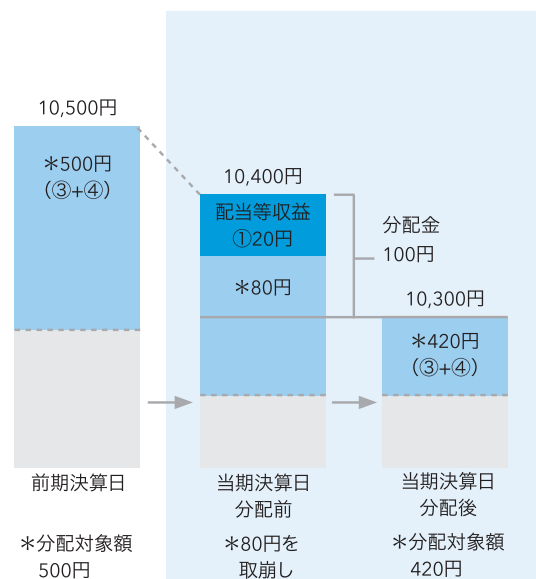 10,500円
＊500円
(③+④)
前期決算日
＊分配対象額
500円
10,400円
配当等収益
①20円
＊80円
分配金
100円
当期決算日
分配前
＊80円を
取崩し
10,300円
＊420円
(③+④)
当期決算日
分配後
＊分配対象額
420円